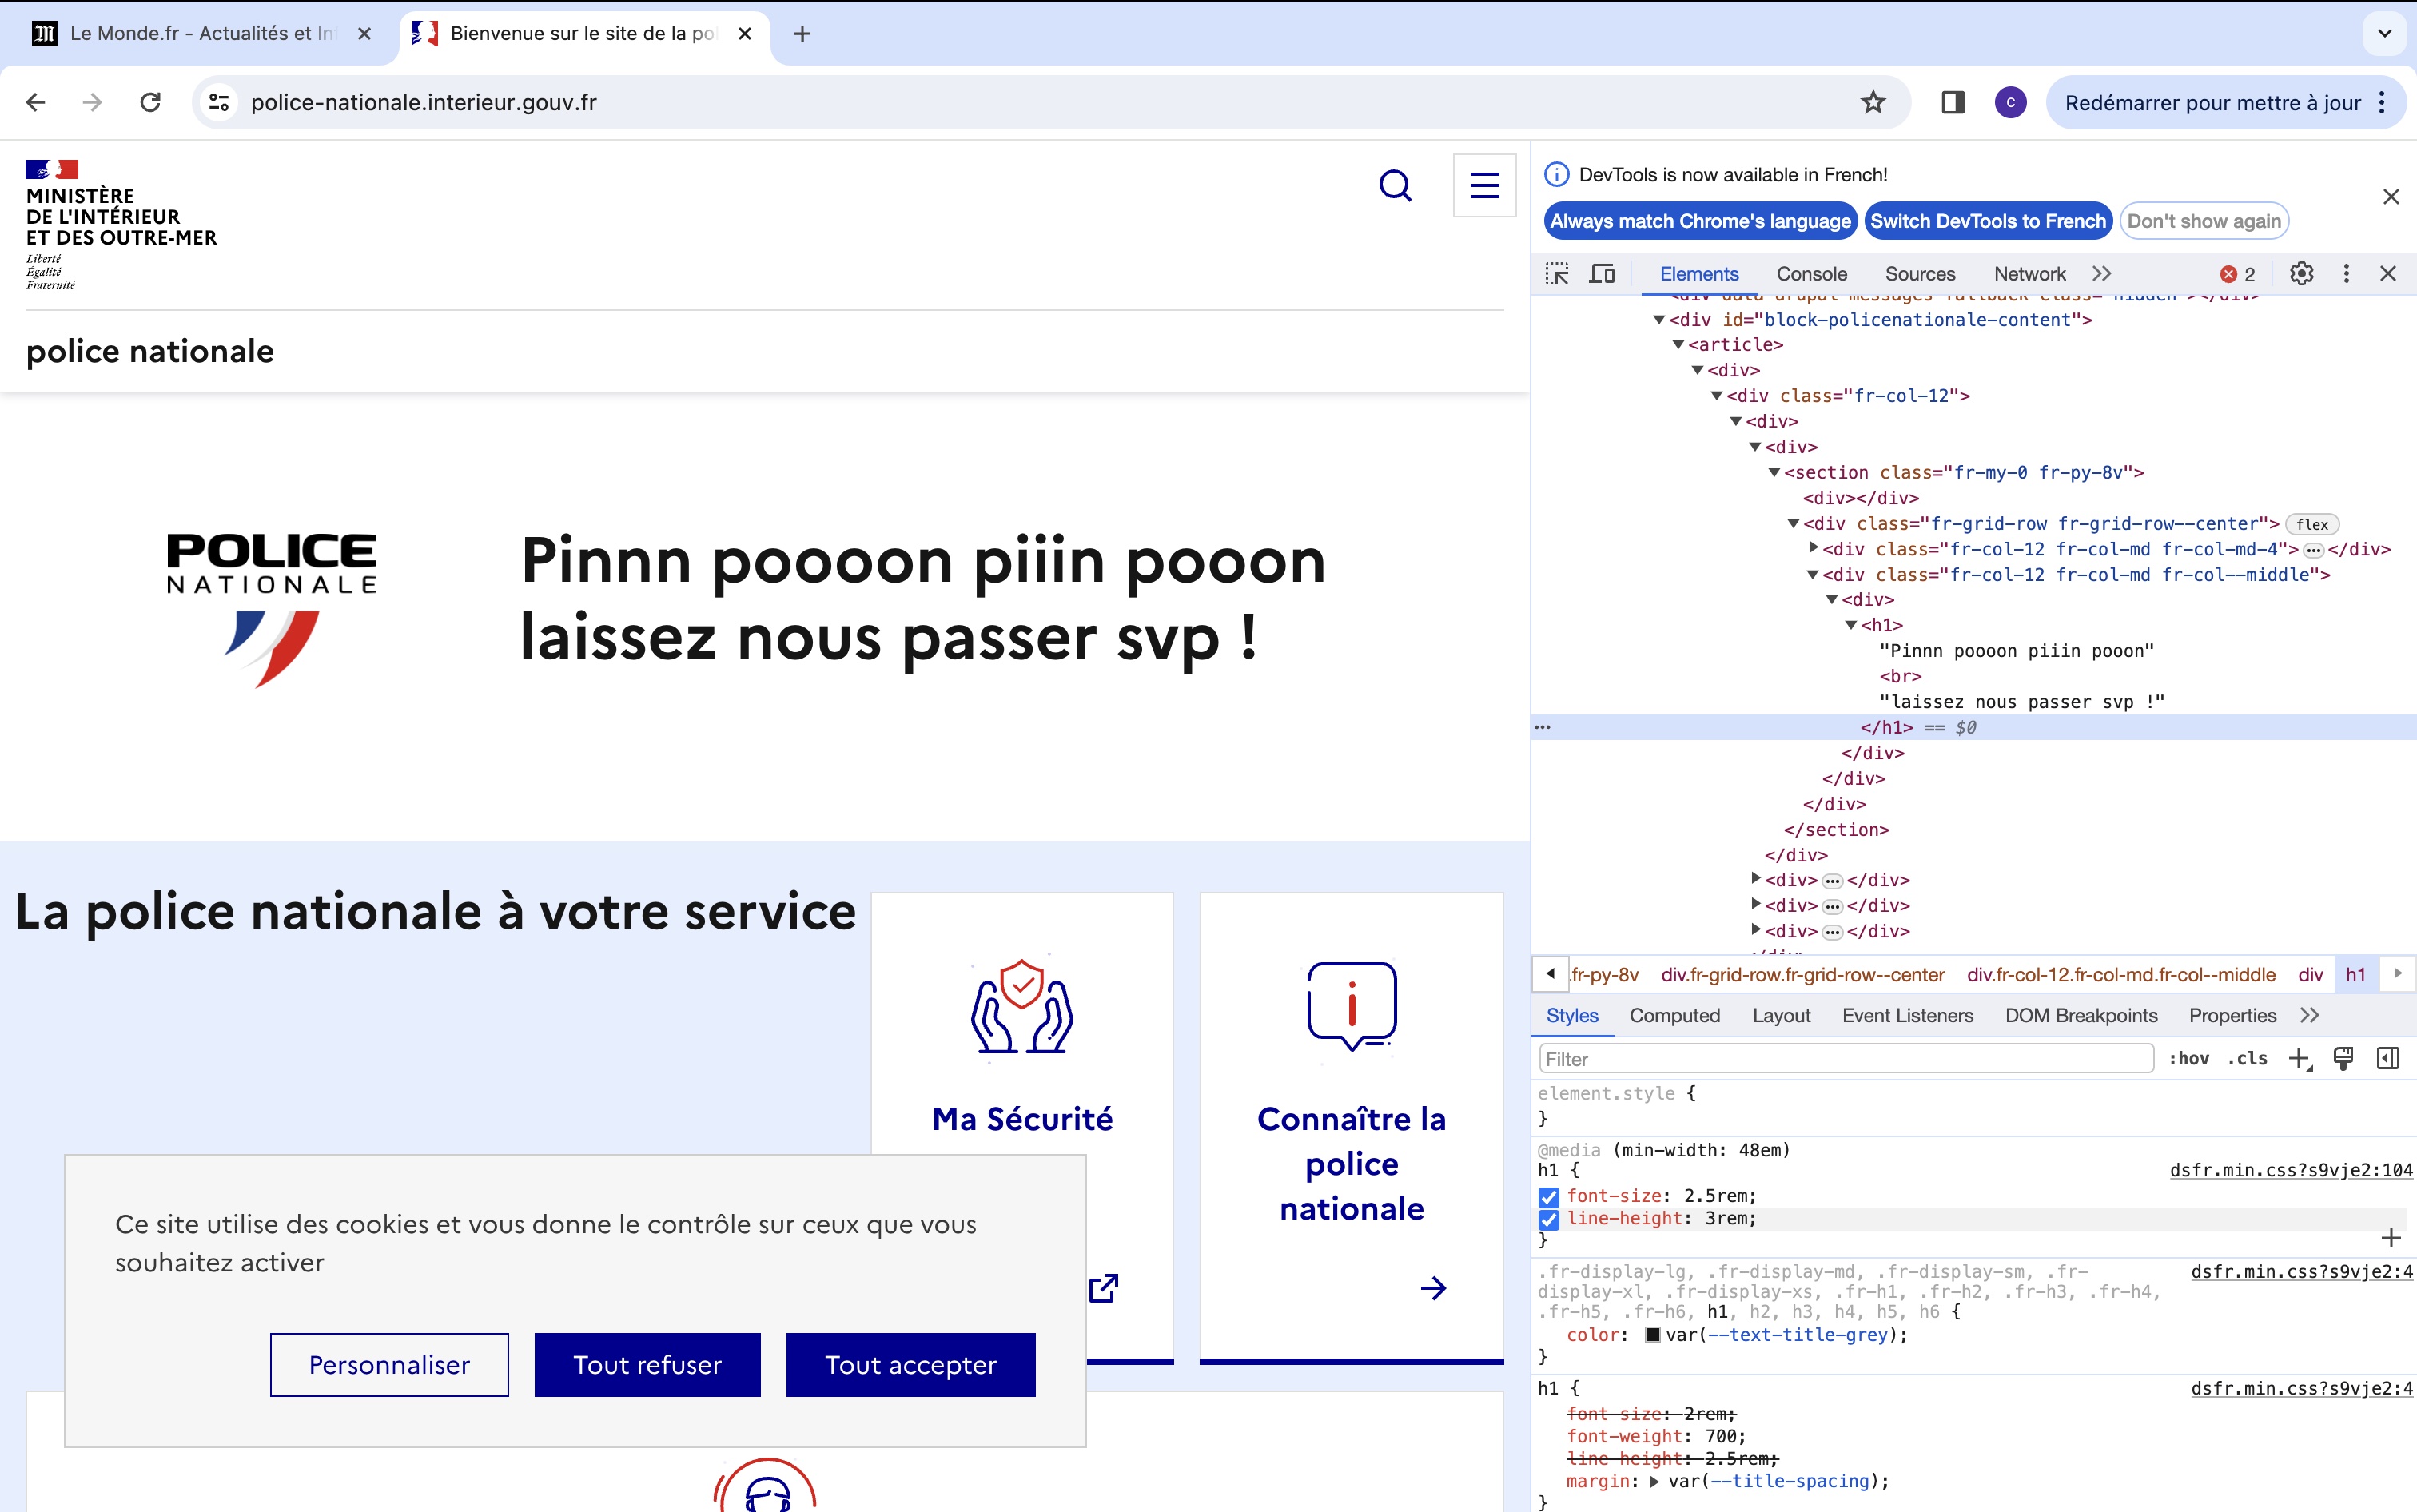 Le Monde.fr - Actualités et In
Bienvenue sur le site de la po
police-nationale.interieur.gouv.fr
C
Redémarrer pour mettre à jour
MINISTÈRE
DE L'INTÉRIEUR
ET DES OUTRE-MER
Liberté
Égalité
Fraternité
police nationale
POLICE
NATIONALE
Pinnn poooon piiin pooon
laissez nous passer svp !
La police nationale à votre service
Ma Sécurité
Connaître la
police
nationale
Ce site utilise des cookies et vous donne le contrôle sur ceux que vous
souhaitez activer
Personnaliser
Tout refuser
Tout accepter
DevTools is now available in French!
Always match Chrome's language
Switch DevTools to French
Don't show again
Elements Console Sources Network 2
<div data-drupal-messages-fallback class="hidden"></div>
<div id="block-policenationale-content">
<article>
<div>
<div class="fr-col-12">
<div>
<div>
<section class="fr-my-0 fr-py-8v">
<div></div>
<div class="fr-grid-row fr-grid-row--center"> flex
<div class="fr-col-12 fr-col-md fr-col-md-4"> … </div>
<div class="fr-col-12 fr-col-md fr-col--middle">
<div>
<h1>
"Pinnn poooon piiin pooon"
<br>
"laissez nous passer svp !"
… </h1> == $0
</div>
</div>
</div>
</section>
</div>
<div> … </div>
<div> … </div>
<div> … </div>
.fr-py-8v div.fr-grid-row.fr-grid-row--center div.fr-col-12.fr-col-md.fr-col--middle div h1
Styles Computed Layout Event Listeners DOM Breakpoints Properties
Filter :hov .cls
element.style {
}
@media (min-width: 48em)
h1 { dsfr.min.css?s9vje2:104
font-size: 2.5rem;
line-height: 3rem;
}
.fr-display-lg, .fr-display-md, .fr-display-sm, .fr- dsfr.min.css?s9vje2:4
display-xl, .fr-display-xs, .fr-h1, .fr-h2, .fr-h3, .fr-h4,
.fr-h5, .fr-h6, h1, h2, h3, h4, h5, h6 {
color: var(--text-title-grey);
}
h1 { dsfr.min.css?s9vje2:4
font-size: 2rem;
font-weight: 700;
line-height: 2.5rem;
margin: var(--title-spacing);
}